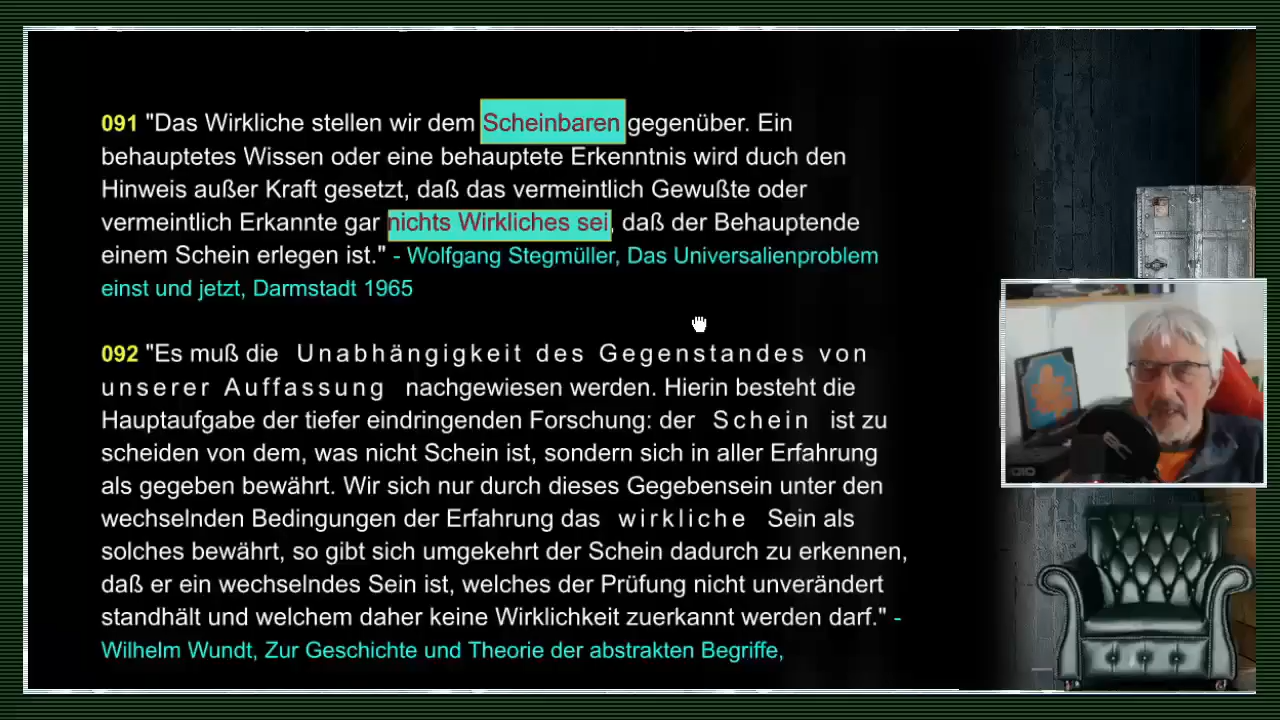 091 "Das Wirkliche stellen wir dem Scheinbaren gegenüber. Ein
behauptetes Wissen oder eine behauptete Erkenntnis wird duch den
Hinweis außer Kraft gesetzt, daß das vermeintlich Gewußte oder
vermeintlich Erkannte gar nichts Wirkliches sei, daß der Behauptende
einem Schein erlegen ist." - Wolfgang Stegmüller, Das Universalienproblem
einst und jetzt, Darmstadt 1965
092 "Es muß die Unabhängigkeit des Gegenstandes von
unserer Auffassung nachgewiesen werden. Hierin besteht die
Hauptaufgabe der tiefer eindringenden Forschung: der Schein ist zu
scheiden von dem, was nicht Schein ist, sondern sich in aller Erfahrung
als gegeben bewährt. Wir sich nur durch dieses Gegebensein unter den
wechselnden Bedingungen der Erfahrung das wirkliche Sein als
solches bewährt, so gibt sich umgekehrt der Schein dadurch zu erkennen,
daß er ein wechselndes Sein ist, welches der Prüfung nicht unverändert
standhält und welchem daher keine Wirklichkeit zuerkannt werden darf." -
Wilhelm Wundt, Zur Geschichte und Theorie der abstrakten Begriffe,